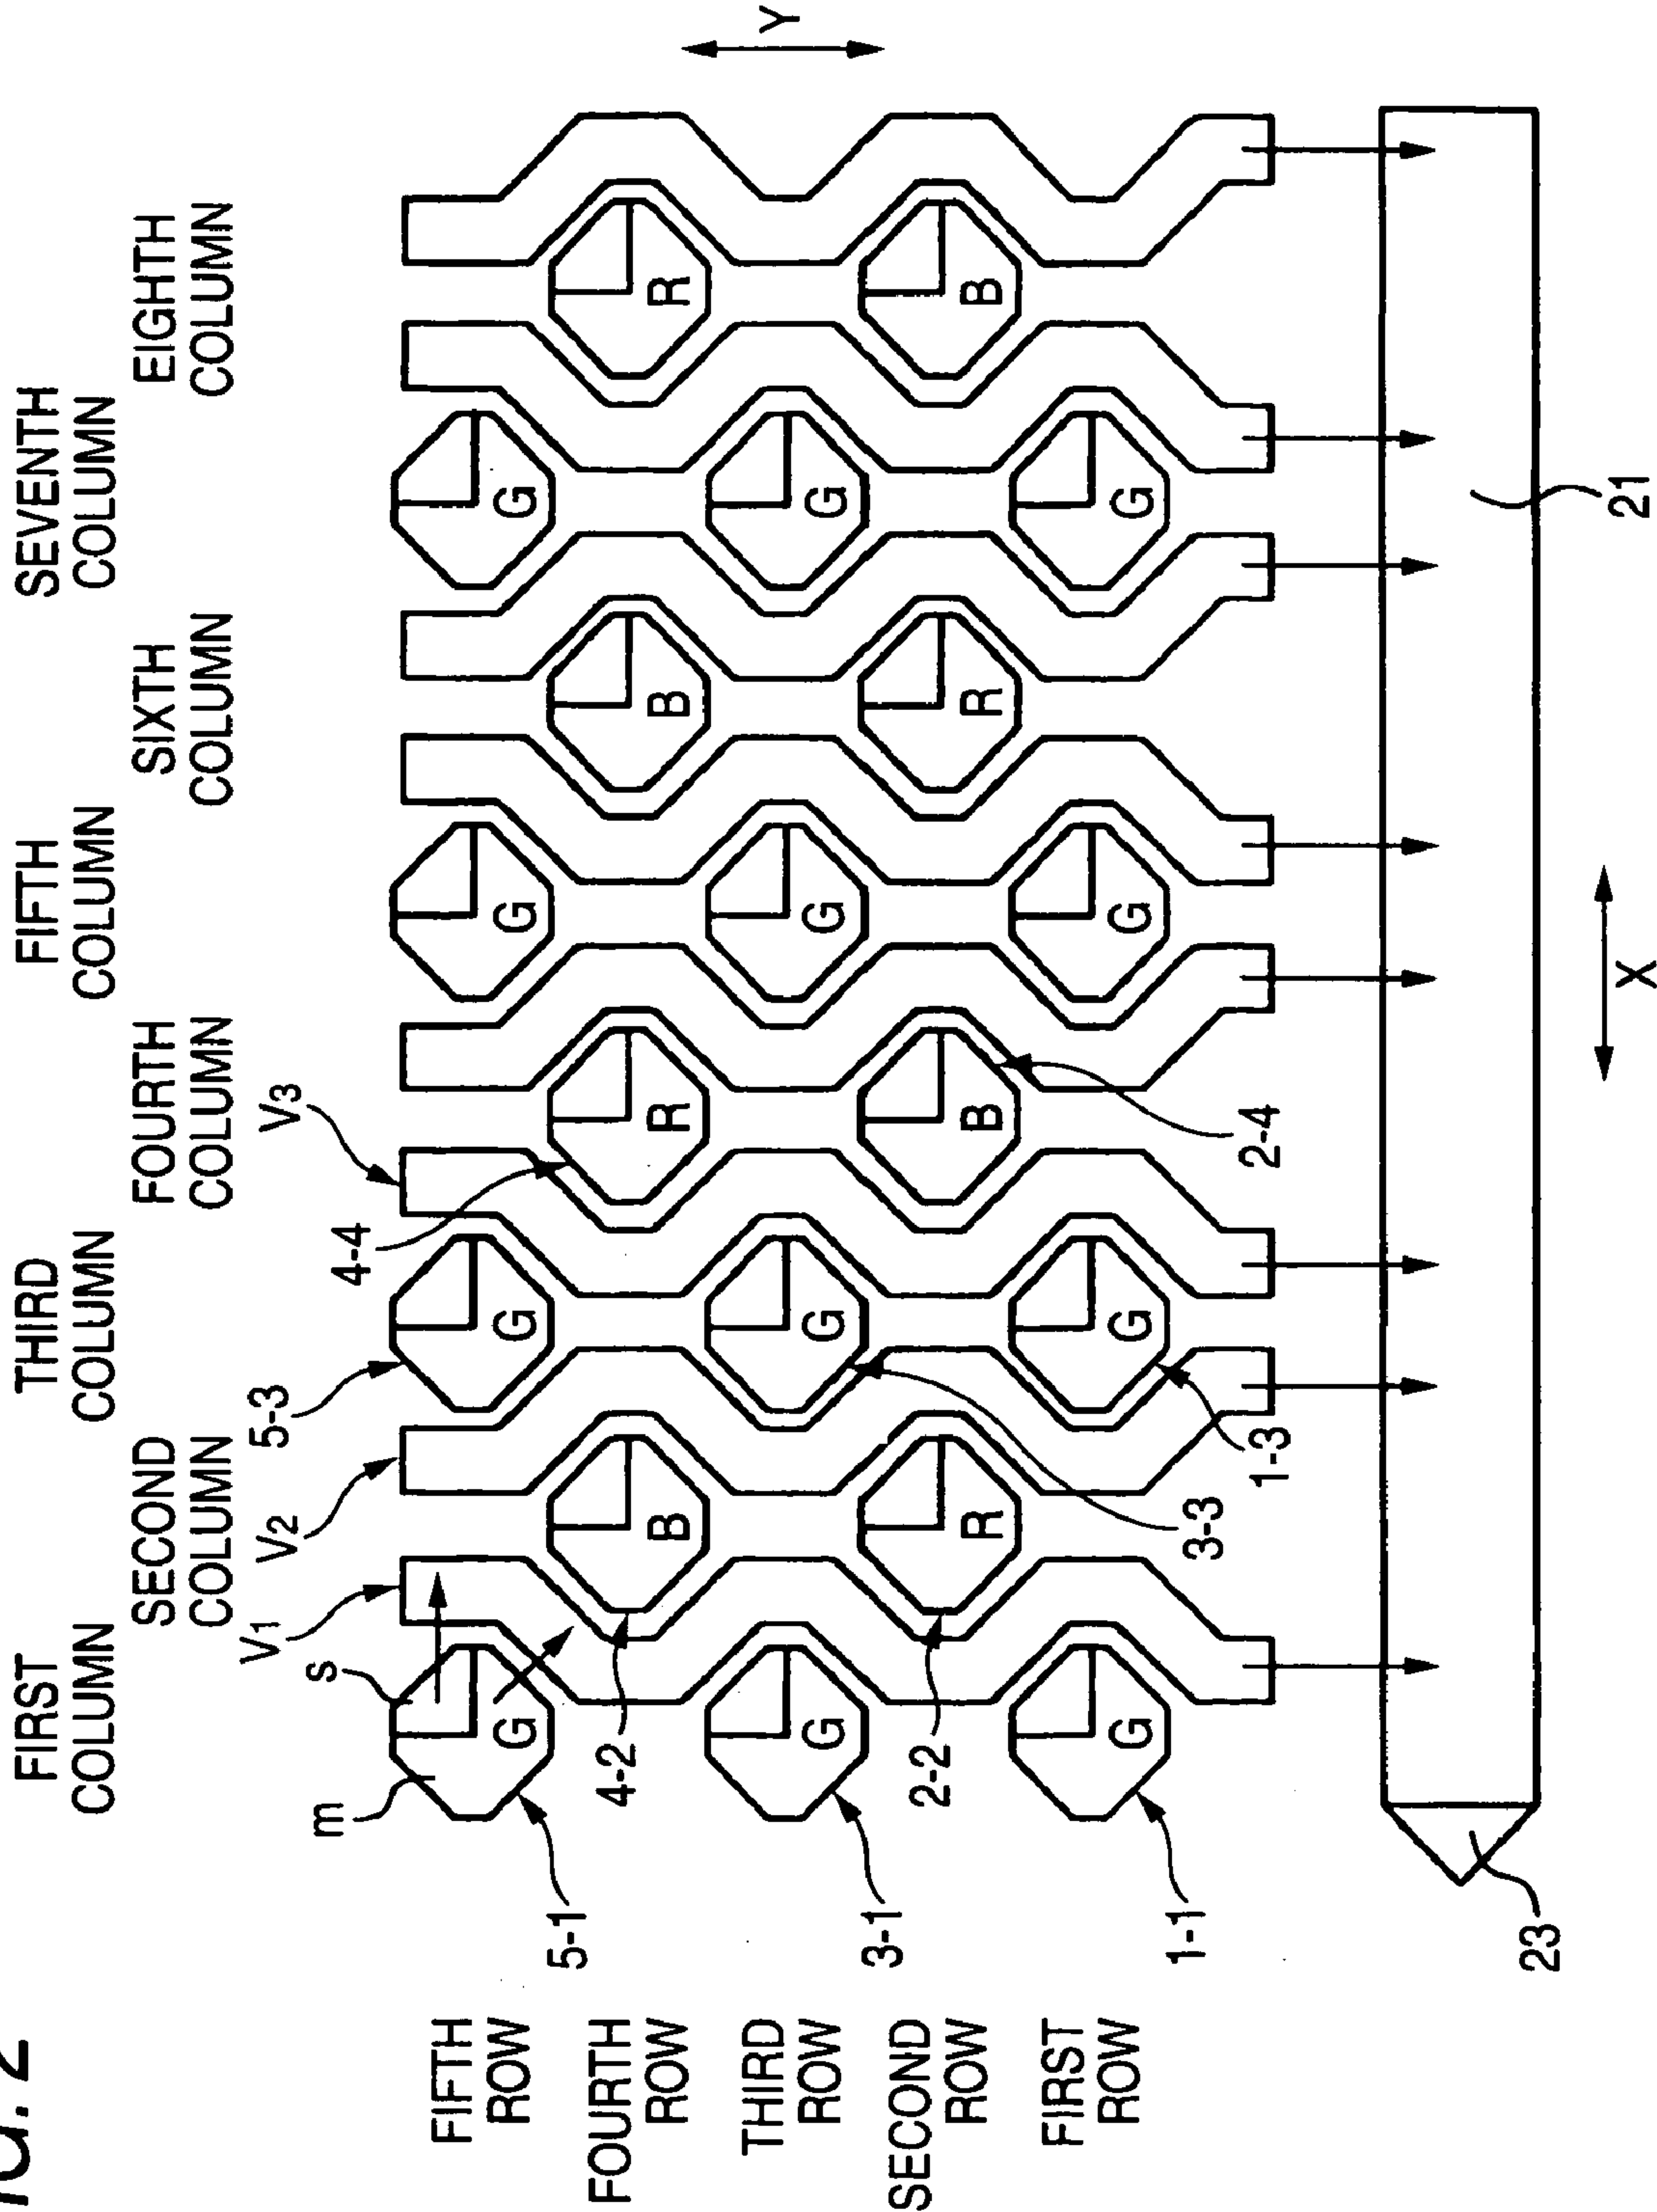 FIG. 2
FIRST
COLUMN
SECOND
COLUMN
THIRD
COLUMN
FOURTH
COLUMN
FIFTH
COLUMN
SIXTH
COLUMN
SEVENTH
COLUMN
EIGHTH
COLUMN
m
s
V1
V2
5-3
V3
4-4
FIFTH
ROW
G
G
G
G
5-1
4-2
FOURTH
ROW
B
R
B
R
THIRD
ROW
G
G
G
G
3-1
2-2
SECOND
ROW
R
B
R
B
FIRST
ROW
G
G
G
G
1-1
3-3
1-3
2-4
Y
23
X
21